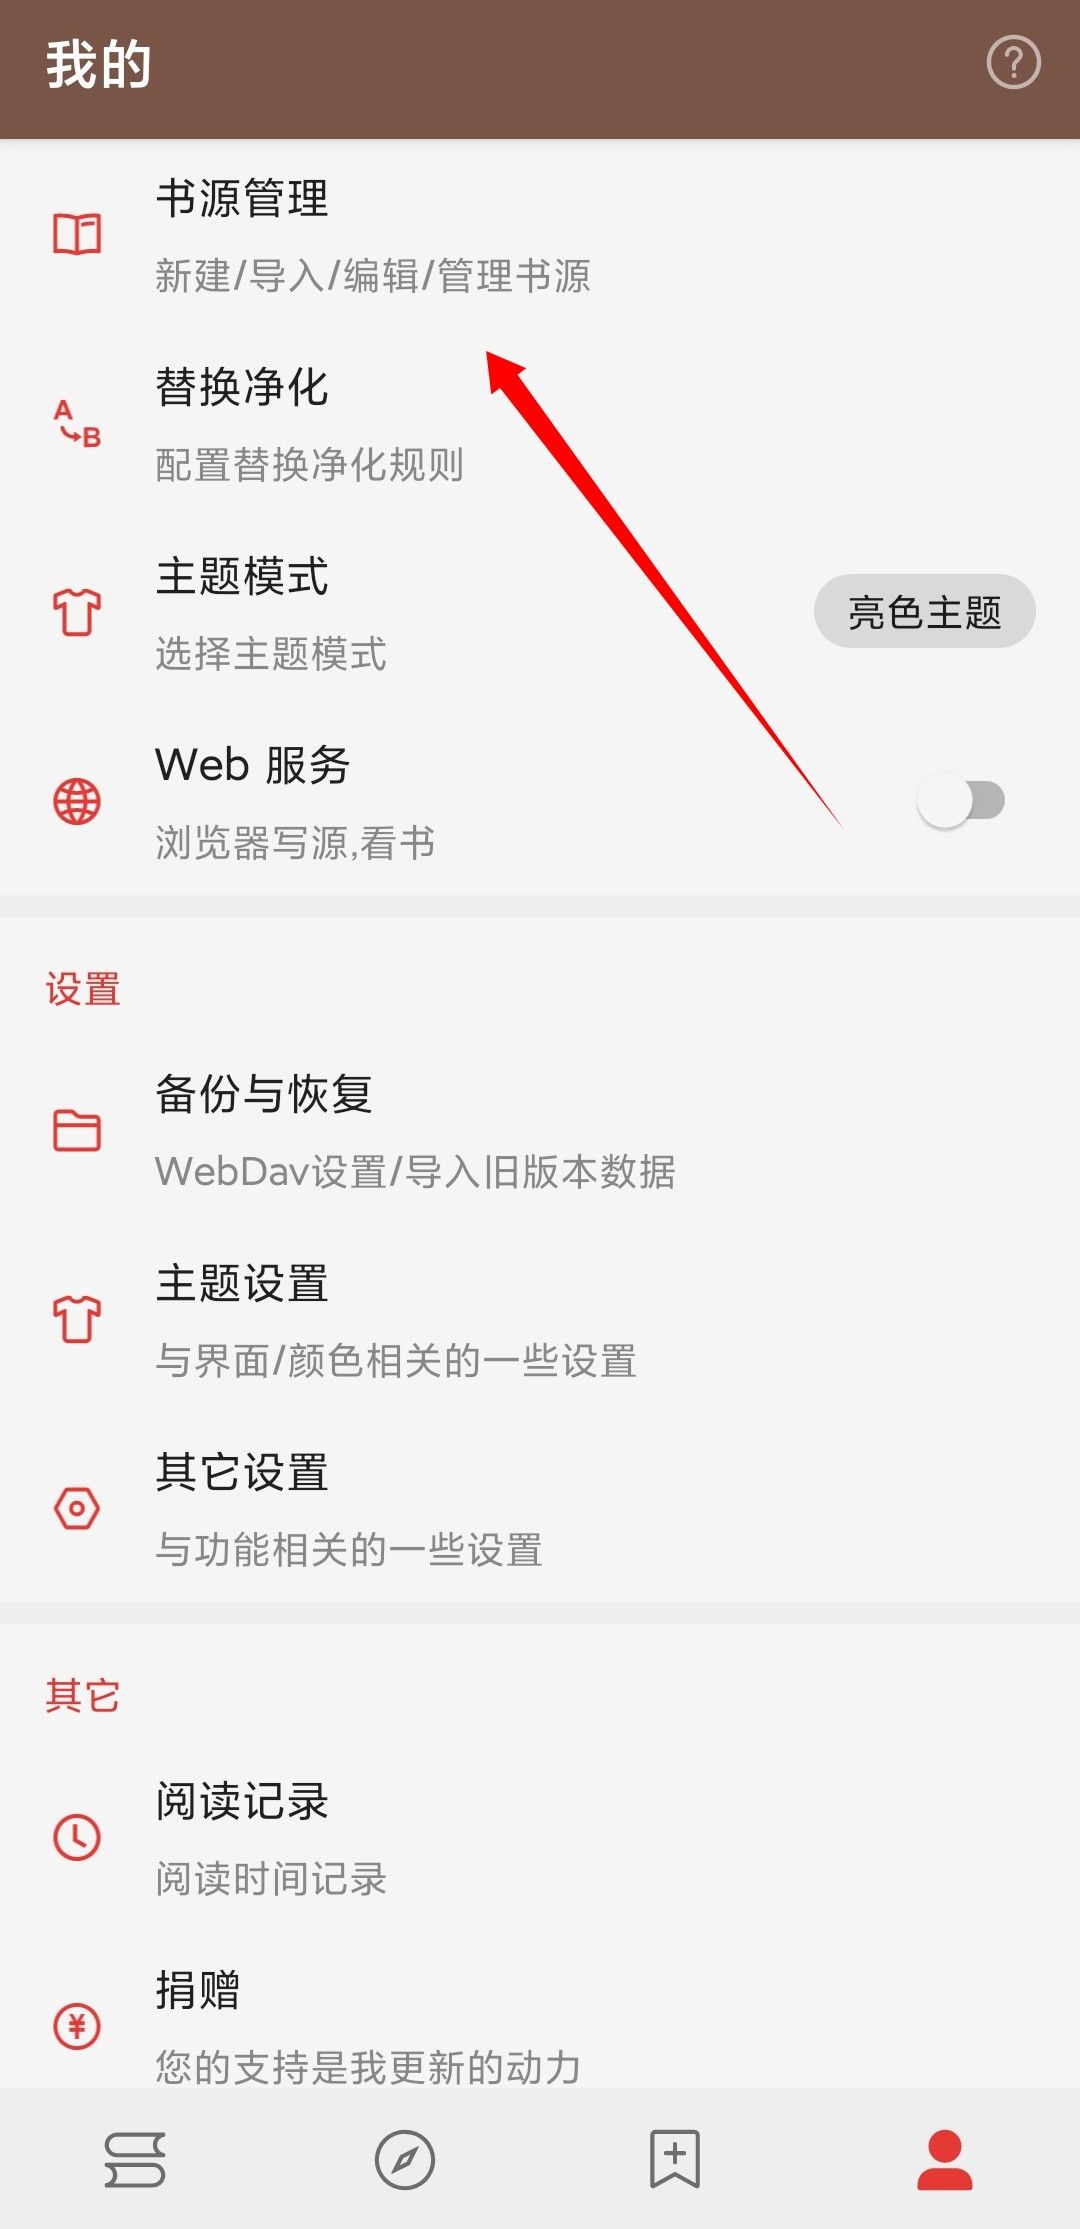 我的
书源管理
新建/导入/编辑/管理书源
A
B
替换净化
配置替换净化规则
主题模式
选择主题模式
亮色主题
Web 服务
浏览器写源,看书
设置
备份与恢复
WebDav设置/导入旧版本数据
主题设置
与界面/颜色相关的一些设置
其它设置
与功能相关的一些设置
其它
阅读记录
阅读时间记录
捐赠
您的支持是我更新的动力